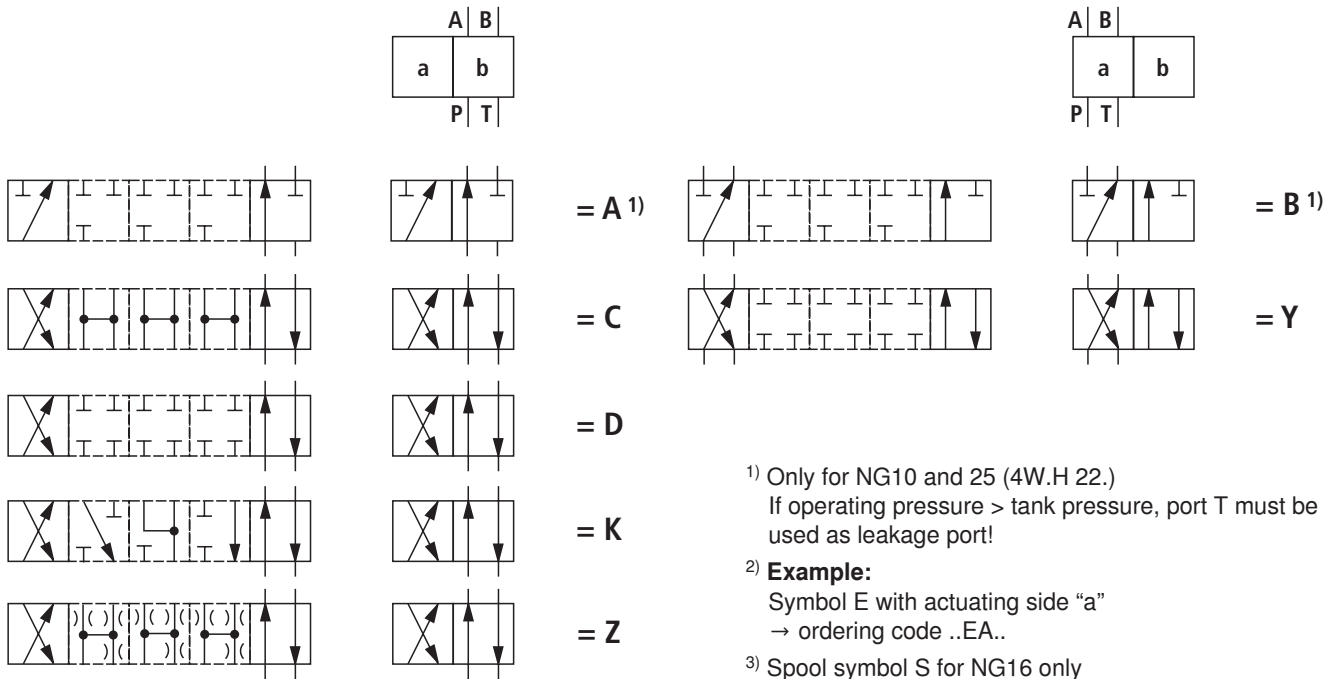 A B
a b
P T
A B
a b
P T
= A 1)
= B 1)
= C
= Y
= D
= K
= Z
1) Only for NG10 and 25 (4W.H 22.)
If operating pressure > tank pressure, port T must be
used as leakage port!
2) Example:
Symbol E with actuating side “a”
→ ordering code ..EA..
3) Spool symbol S for NG16 only